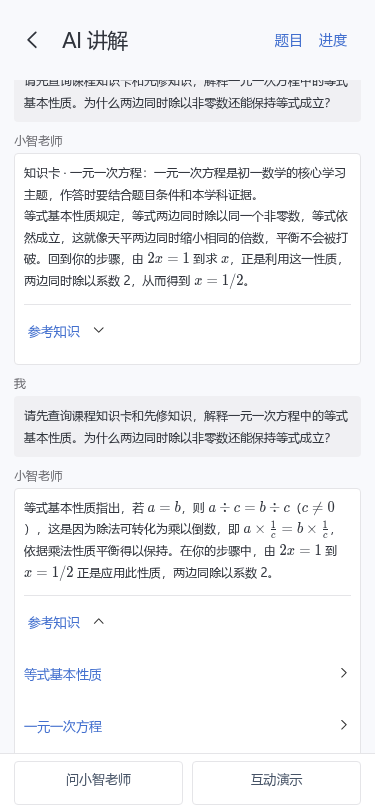 AI 讲解
题目 进度
请先查询课程知识卡和先修知识，解释一元一次方程中的等式
基本性质。为什么两边同时除以非零数还能保持等式成立？
小智老师
知识卡 · 一元一次方程：一元一次方程是初一数学的核心学习
主题，作答时要结合题目条件和本学科证据。
等式基本性质规定，等式两边同时除以同一个非零数，等式依
然成立，这就像天平两边同时缩小相同的倍数，平衡不会被打
破。回到你的步骤，由 2x = 1 到求 x，正是利用这一性质，
两边同时除以系数 2，从而得到 x = 1/2。
参考知识
我
请先查询课程知识卡和先修知识，解释一元一次方程中的等式
基本性质。为什么两边同时除以非零数还能保持等式成立？
小智老师
等式基本性质指出，若 a = b，则 a ÷ c = b ÷ c（c ≠ 0
），这是因为除法可转化为乘以倒数，即 a × 1/c = b × 1/c，
依据乘法性质平衡得以保持。在你的步骤中，由 2x = 1 到
x = 1/2 正是应用此性质，两边同除以系数 2。
参考知识
等式基本性质
一元一次方程
问小智老师
互动演示